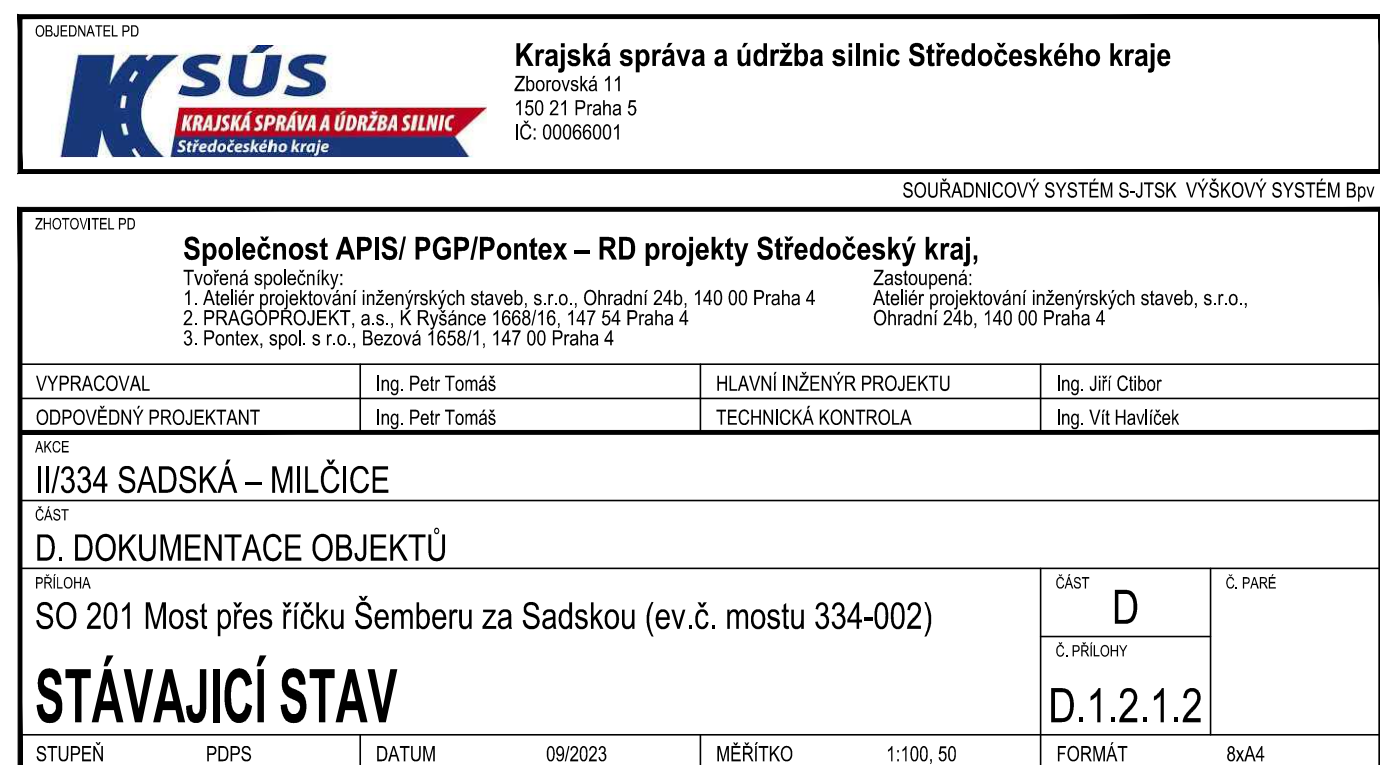 OBJEDNATEL PD
KSÚS
KRAJSKÁ SPRÁVA A ÚDRŽBA SILNIC
Středočeského kraje
Krajská správa a údržba silnic Středočeského kraje
Zborovská 11
150 21 Praha 5
IČ: 00066001
SOUŘADNICOVÝ SYSTÉM S-JTSK VÝŠKOVÝ SYSTÉM Bpv
ZHOTOVITEL PD
Společnost APIS/ PGP/Pontex – RD projekty Středočeský kraj,
Tvořená společníky:
1. Ateliér projektování inženýrských staveb, s.r.o., Ohradní 24b, 140 00 Praha 4
2. PRAGOPROJEKT, a.s., K Ryšánce 1668/16, 147 54 Praha 4
3. Pontex, spol. s r.o., Bezová 1658/1, 147 00 Praha 4
Zastoupená:
Ateliér projektování inženýrských staveb, s.r.o.,
Ohradní 24b, 140 00 Praha 4
VYPRACOVAL Ing. Petr Tomáš HLAVNÍ INŽENÝR PROJEKTU Ing. Jiří Ctibor
ODPOVĚDNÝ PROJEKTANT Ing. Petr Tomáš TECHNICKÁ KONTROLA Ing. Vít Havlíček
AKCE
II/334 SADSKÁ – MILČICE
ČÁST
D. DOKUMENTACE OBJEKTŮ
PŘÍLOHA
SO 201 Most přes říčku Šemberu za Sadskou (ev.č. mostu 334-002)
STÁVAJICÍ STAV
ČÁST
D
Č. PŘÍLOHY
D.1.2.1.2
Č. PARÉ
STUPEŇ PDPS DATUM 09/2023 MĚŘÍTKO 1:100, 50 FORMÁT 8xA4